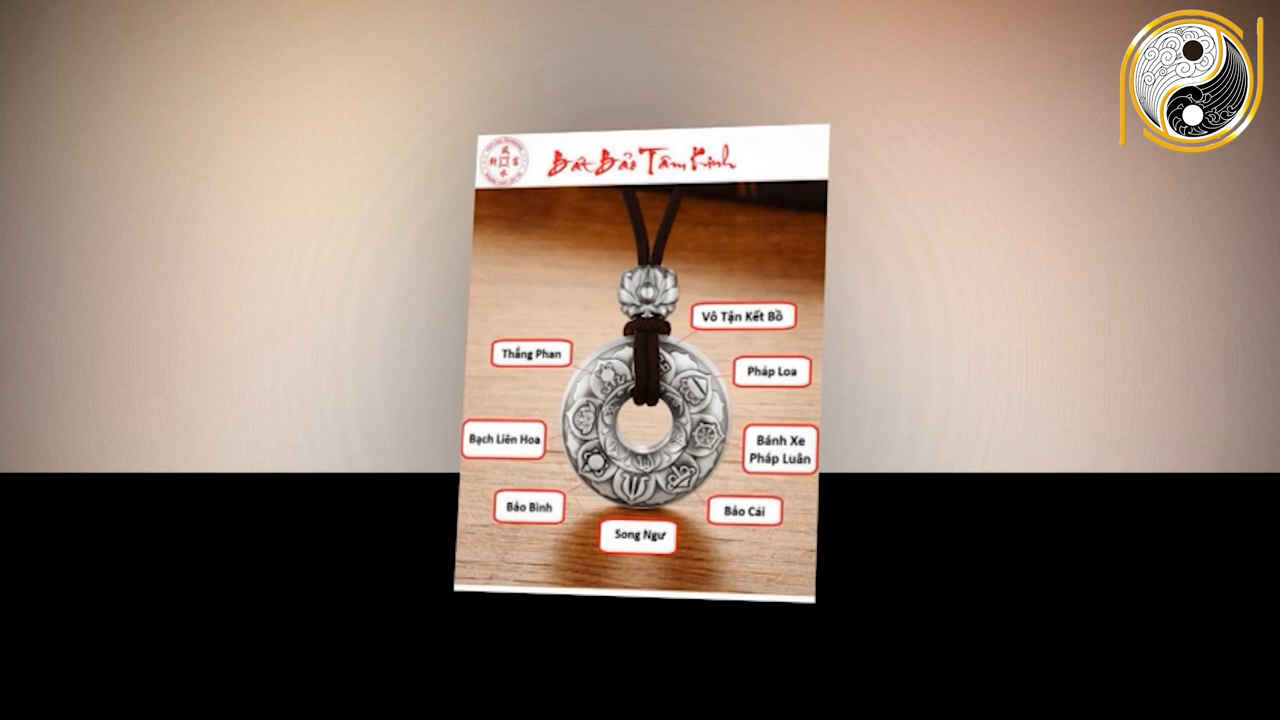 Bát Bảo Tâm Kinh
Vô Tận Kết Bồ
Thắng Phan
Pháp Loa
Bạch Liên Hoa
Bánh Xe
Pháp Luân
Bảo Bình
Bảo Cái
Song Ngư